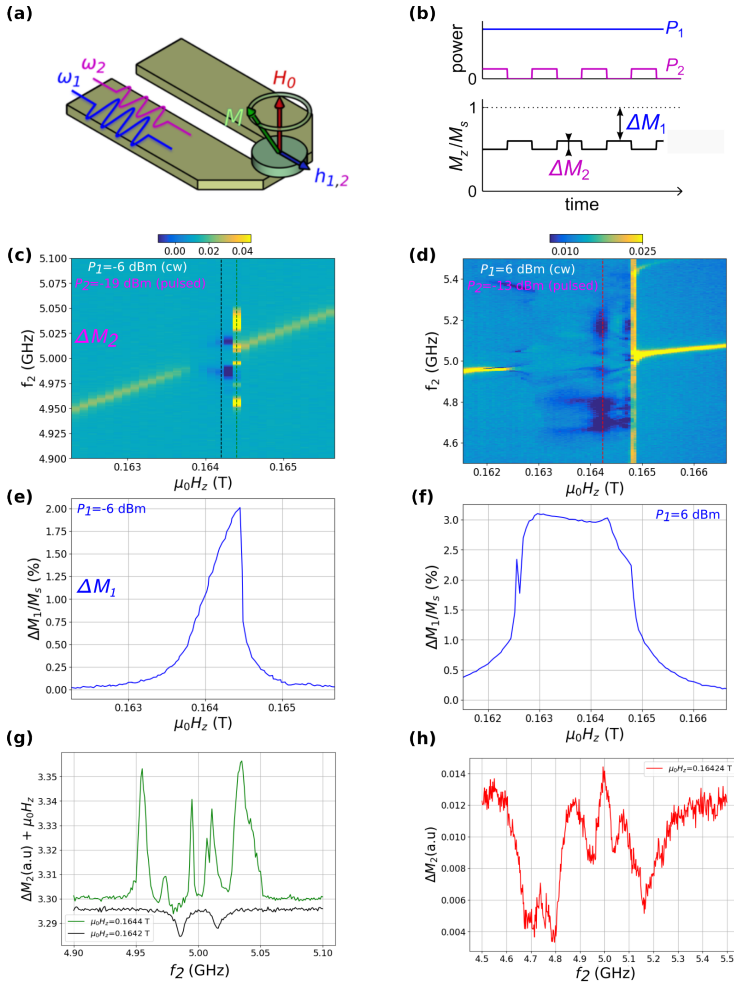 (a)
ω1
ω2
H0
M
h1,2
(b)
power
0
P1
P2
Mz/Ms
1
0
ΔM1
ΔM2
time
(c)
0.00 0.02 0.04
P1=-6 dBm (cw)
P2=-19 dBm (pulsed)
ΔM2
f2 (GHz)
5.100
5.075
5.050
5.025
5.000
4.975
4.950
4.925
4.900
0.163 0.164 0.165
μ0Hz (T)
(d)
0.010 0.025
P1=6 dBm (cw)
P2=-13 dBm (pulsed)
f2 (GHz)
5.4
5.2
5.0
4.8
4.6
0.162 0.163 0.164 0.165 0.166
μ0Hz (T)
(e)
P1=-6 dBm
ΔM1
ΔM1/Ms (%)
2.00
1.75
1.50
1.25
1.00
0.75
0.50
0.25
0.00
0.163 0.164 0.165
μ0Hz (T)
(f)
P1=6 dBm
ΔM1/Ms (%)
3.0
2.5
2.0
1.5
1.0
0.5
0.0
0.162 0.163 0.164 0.165 0.166
μ0Hz (T)
(g)
ΔM2(a.u) + μ0Hz
3.35
3.34
3.33
3.32
3.31
3.30
3.29
μ0Hz=0.1644 T
μ0Hz=0.1642 T
4.90 4.95 5.00 5.05 5.10
f2 (GHz)
(h)
μ0Hz=0.16424 T
ΔM2(a.u)
0.014
0.012
0.010
0.008
0.006
0.004
4.5 4.6 4.7 4.8 4.9 5.0 5.1 5.2 5.3 5.4 5.5
f2 (GHz)